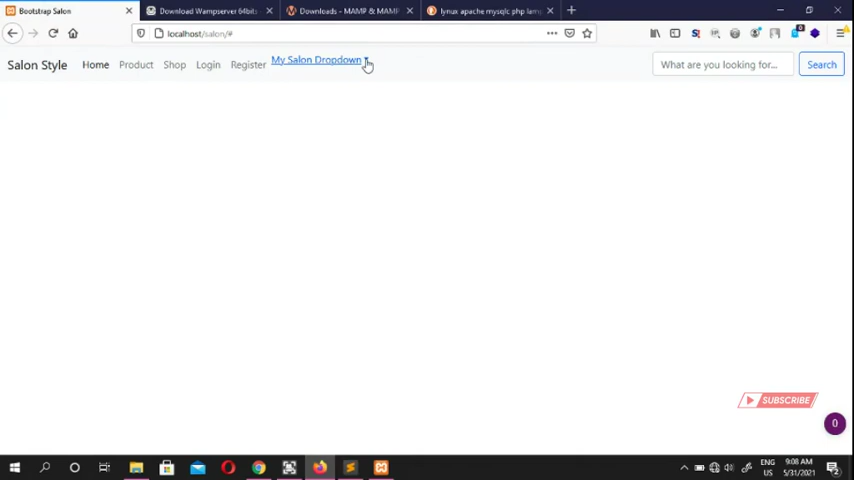 Bootstrap Salon
Download Wampserver 64bits
Downloads - MAMP & MAMP
lynux apache mysqlc php lamp
localhost/salon/#
Salon Style
Home
Product
Shop
Login
Register
My Salon Dropdown
What are you looking for...
Search
SUBSCRIBE
0
ENG
US
9:08 AM
5/31/2021